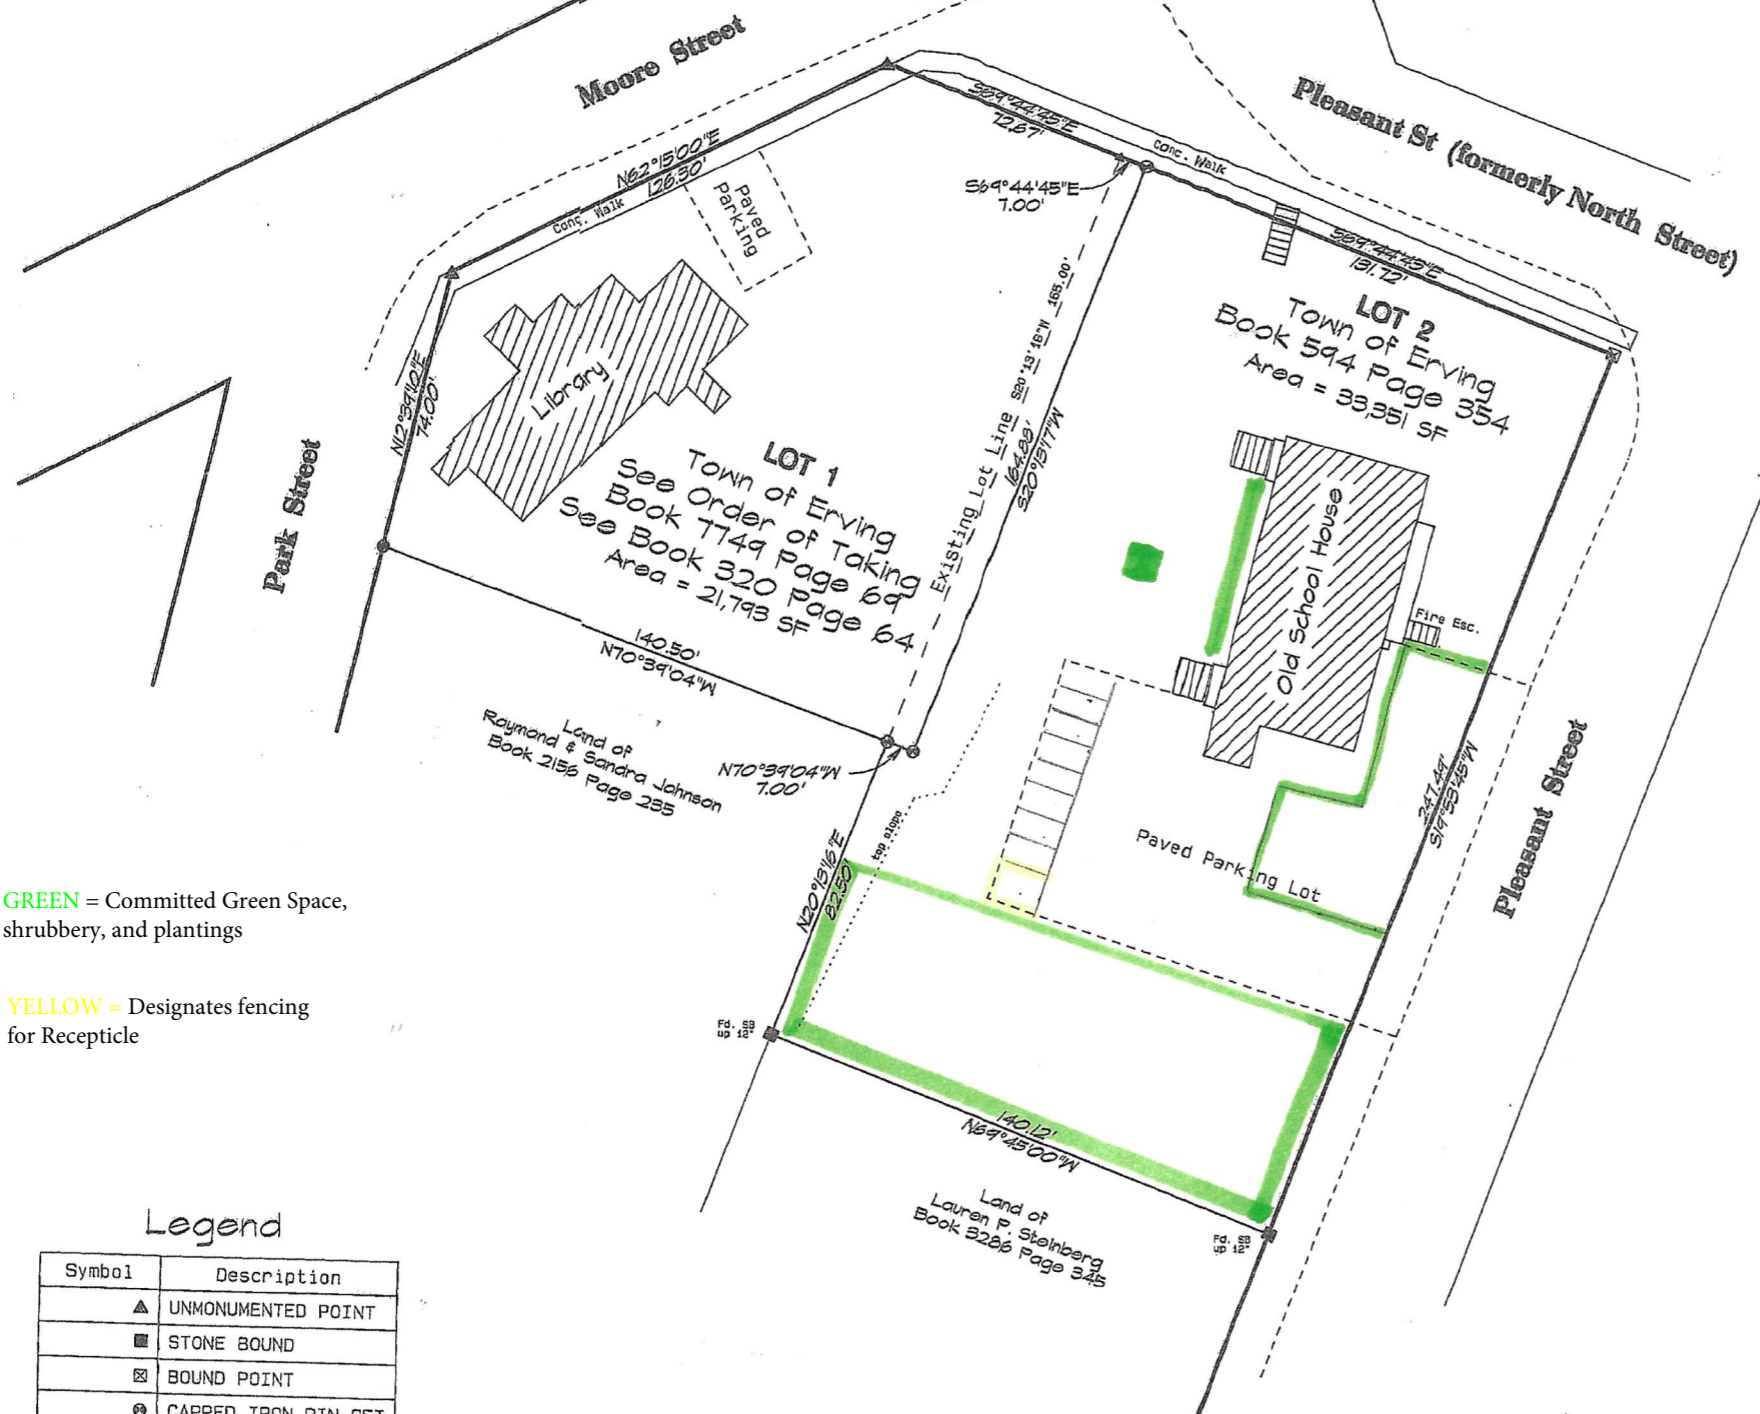 Moore Street
Pleasant St (formerly North Street)
S69°44'45"E
72.67'
Conc. Walk
N62°15'00"E
126.50'
Conc. Walk
Paved
Parking
S69°44'45"E
7.00'
S69°44'45"E
131.72'
LOT 2
Town of Erving
Book 594 Page 354
Area = 33,351 SF
Library
N12°39'10"E
74.00'
Park Street
LOT 1
Town of Erving
See Order of Taking
Book 7749 Page 69
See Book 320 Page 64
Area = 21,793 SF
Existing Lot Line S20°13'16"W 165.00'
164.88'
S20°13'17"W
Old School House
Fire Esc.
140.50'
N70°39'04"W
Land of
Raymond & Sandra Johnson
Book 2156 Page 235
N70°39'04"W
7.00'
top slope
N20°13'16"E
82.50'
Paved Parking Lot
247.49'
S19°53'45"W
Pleasant Street
GREEN = Committed Green Space,
shrubbery, and plantings
YELLOW = Designates fencing
for Recepticle
Fd. SB
up 12"
140.12'
N69°45'00"W
Land of
Lauren P. Steinberg
Book 3286 Page 345
Fd. SB
up 12"
Legend
Symbol Description
UNMONUMENTED POINT
STONE BOUND
BOUND POINT
CAPPED IRON PIN SET